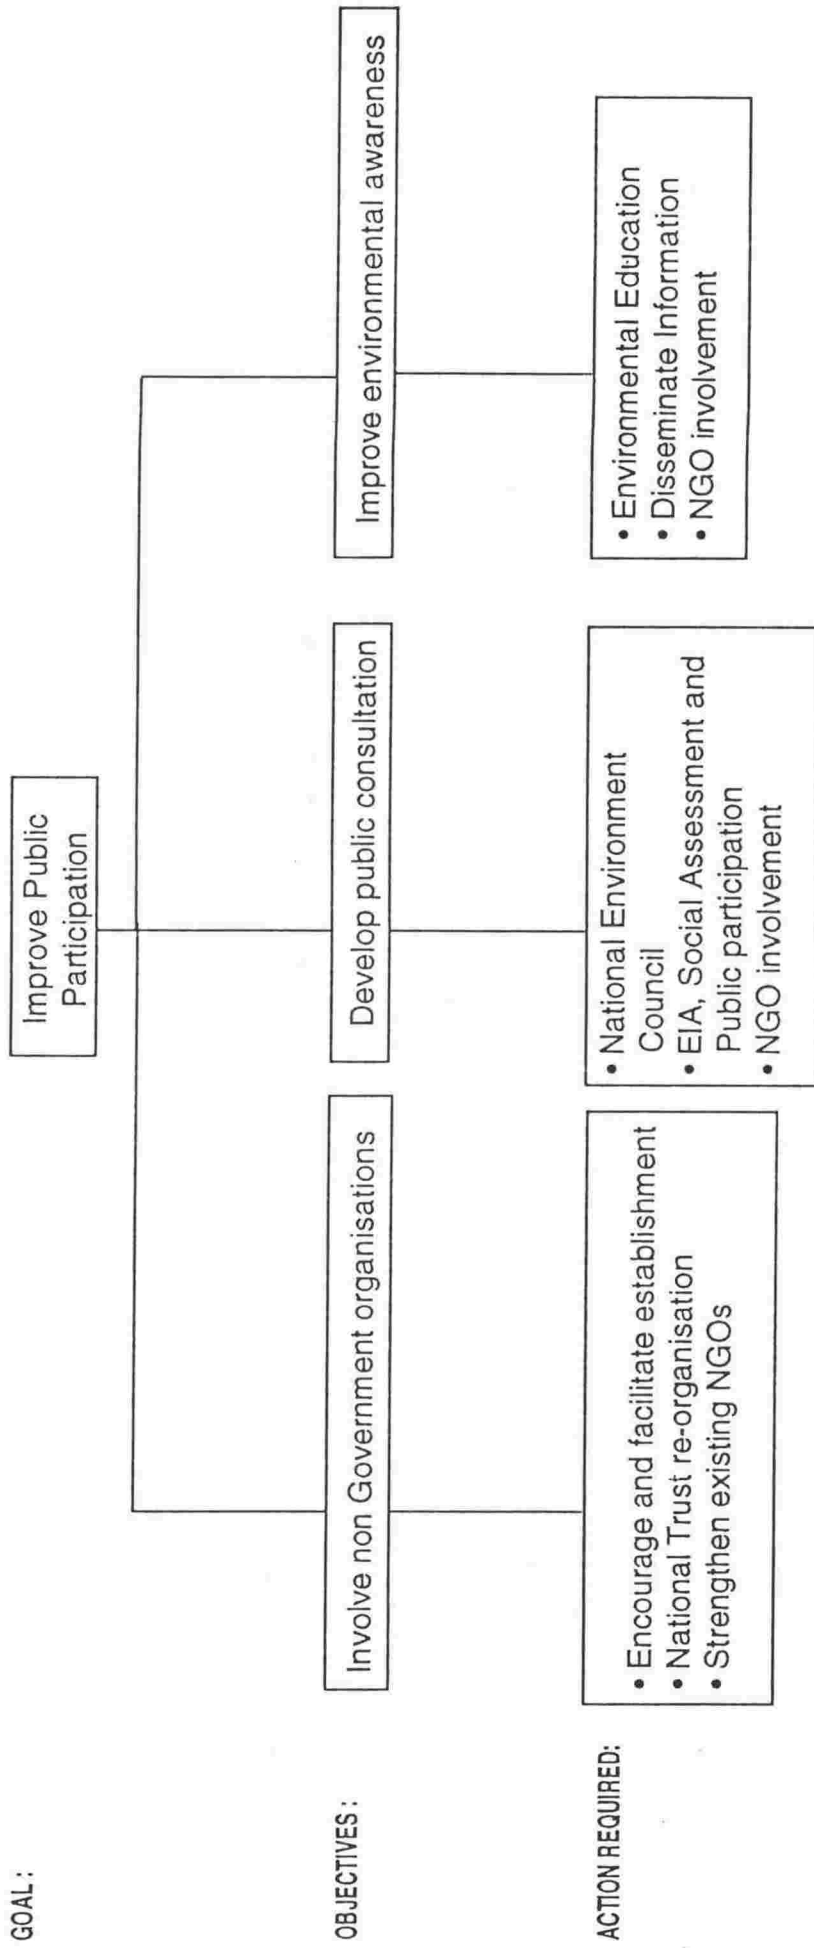 GOAL :
Improve Public
Participation
OBJECTIVES :
Involve non Government organisations
Develop public consultation
Improve environmental awareness
ACTION REQUIRED:
• Encourage and facilitate establishment
• National Trust re-organisation
• Strengthen existing NGOs
• National Environment
Council
• EIA, Social Assessment and
Public participation
• NGO involvement
• Environmental Education
• Disseminate Information
• NGO involvement